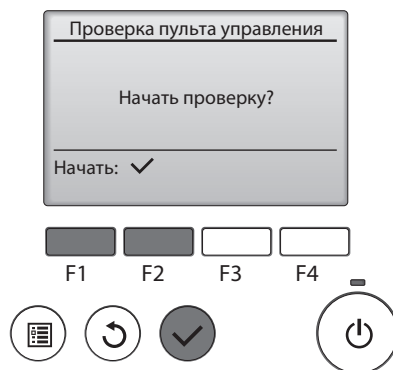 Проверка пульта управления
Начать проверку?
Начать: ✓
F1 F2 F3 F4